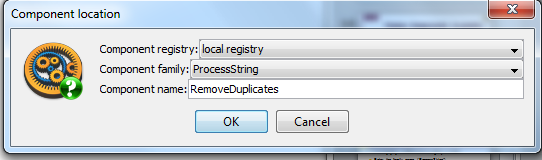 Component location
Component registry: local registry
Component family: ProcessString
Component name: RemoveDuplicates
OK Cancel